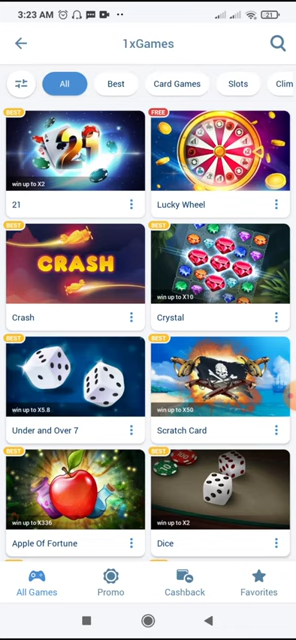 3:23 AM
21
1xGames
All
Best
Card Games
Slots
Clim
BEST
21
win up to X2
21
FREE
Lucky Wheel
BEST
CRASH
Crash
BEST
win up to X10
Crystal
BEST
win up to X5.8
Under and Over 7
BEST
win up to X50
Scratch Card
BEST
win up to X336
Apple Of Fortune
BEST
win up to X2
Dice
All Games
Promo
Cashback
Favorites